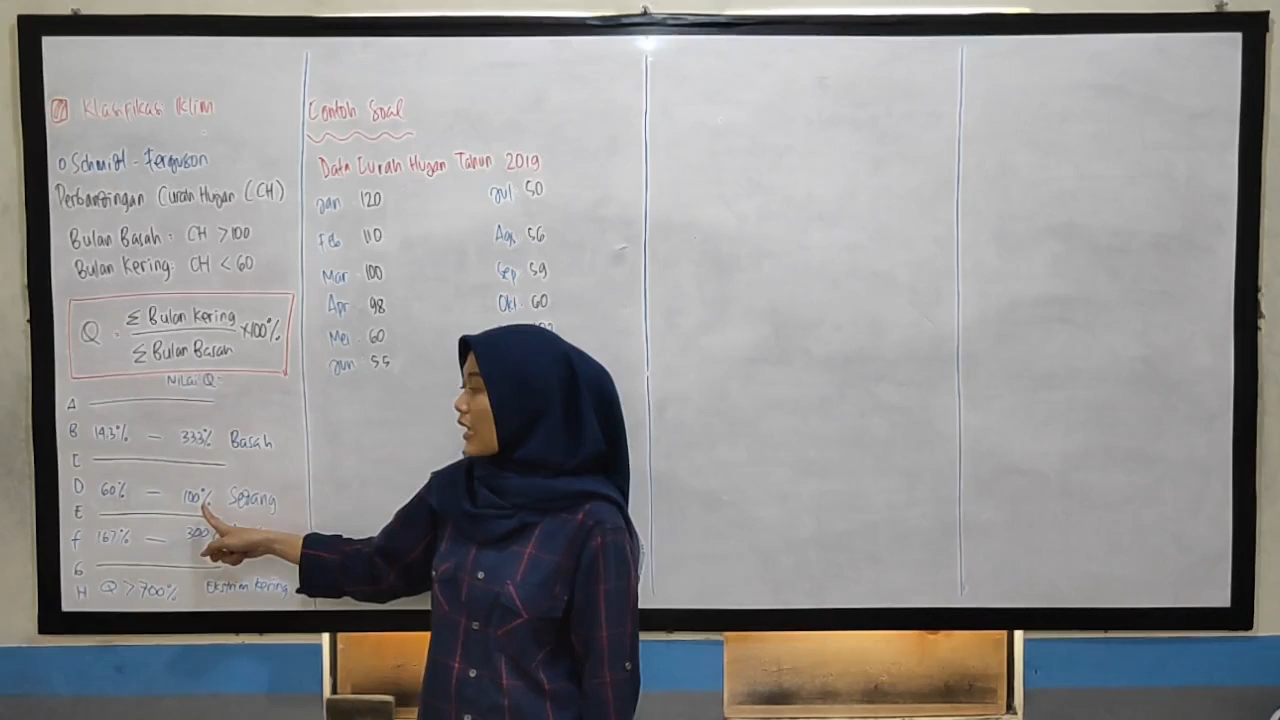 Klasifikasi Iklim
o Schmidt - Ferguson
Perbandingan Curah Hujan (CH)
Bulan Basah : CH > 100
Bulan Kering : CH < 60
Q = Σ Bulan Kering / Σ Bulan Basah × 100%
Nilai Q :
A
B 14.3% — 333% Basah
C
D 60% — 100% Sedang
E
F 167% — 300%
G
H Q > 700% Ekstrim Kering
Contoh Soal
Data Curah Hujan Tahun 2019
Jan 120
Feb 110
Mar 100
Apr 98
Mei 60
Jun 55
Jul 50
Ags 56
Sep 59
Okt 60